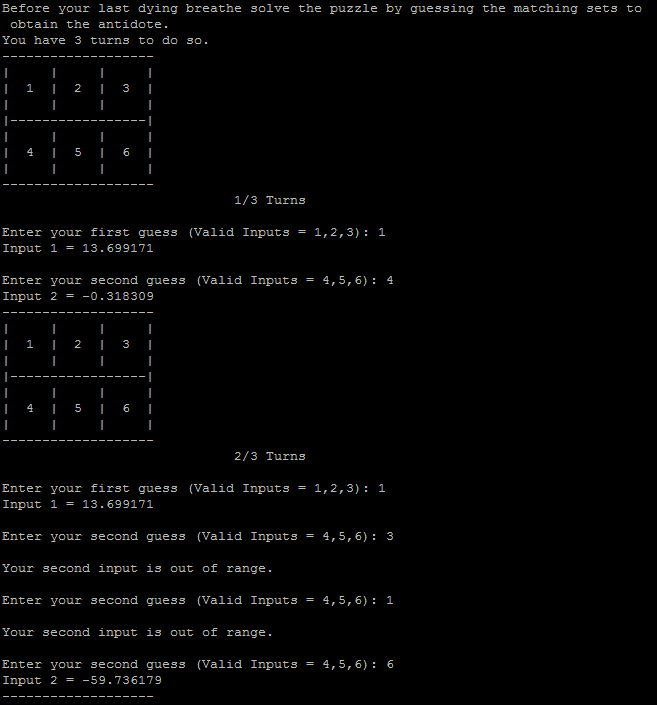 Before your last dying breathe solve the puzzle by guessing the matching sets to
 obtain the antidote.
You have 3 turns to do so.
-------------------
|     |     |     |
|  1  |  2  |  3  |
|     |     |     |
|-----------------|
|     |     |     |
|  4  |  5  |  6  |
|     |     |     |
-------------------
1/3 Turns
Enter your first guess (Valid Inputs = 1,2,3): 1
Input 1 = 13.699171
Enter your second guess (Valid Inputs = 4,5,6): 4
Input 2 = -0.318309
-------------------
|     |     |     |
|  1  |  2  |  3  |
|     |     |     |
|-----------------|
|     |     |     |
|  4  |  5  |  6  |
|     |     |     |
-------------------
2/3 Turns
Enter your first guess (Valid Inputs = 1,2,3): 1
Input 1 = 13.699171
Enter your second guess (Valid Inputs = 4,5,6): 3
Your second input is out of range.
Enter your second guess (Valid Inputs = 4,5,6): 1
Your second input is out of range.
Enter your second guess (Valid Inputs = 4,5,6): 6
Input 2 = -59.736179
-------------------